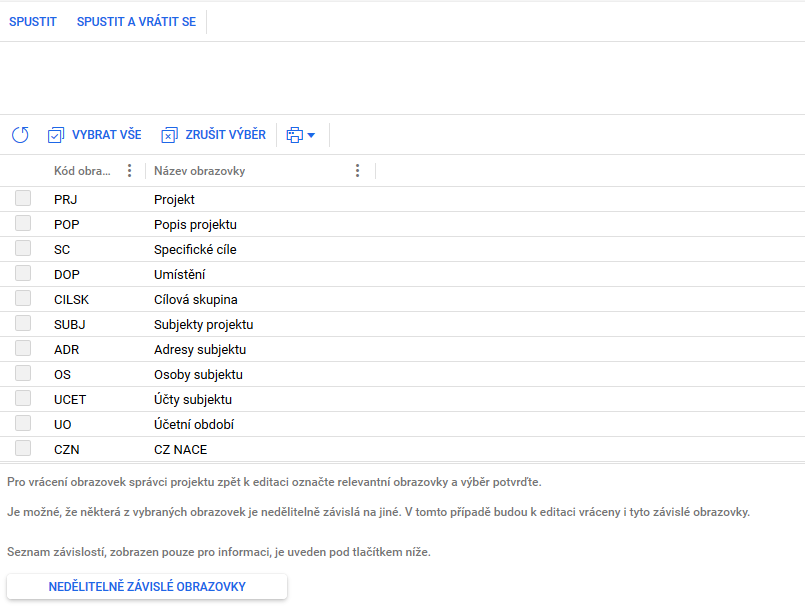 SPUSTIT SPUSTIT A VRÁTIT SE
VYBRAT VŠE ZRUŠIT VÝBĚR
Kód obra... Název obrazovky
PRJ Projekt
POP Popis projektu
SC Specifické cíle
DOP Umístění
CILSK Cílová skupina
SUBJ Subjekty projektu
ADR Adresy subjektu
OS Osoby subjektu
UCET Účty subjektu
UO Účetní období
CZN CZ NACE
Pro vrácení obrazovek správci projektu zpět k editaci označte relevantní obrazovky a výběr potvrďte.
Je možné, že některá z vybraných obrazovek je nedělitelně závislá na jiné. V tomto případě budou k editaci vráceny i tyto závislé obrazovky.
Seznam závislostí, zobrazen pouze pro informaci, je uveden pod tlačítkem níže.
NEDĚLITELNĚ ZÁVISLÉ OBRAZOVKY